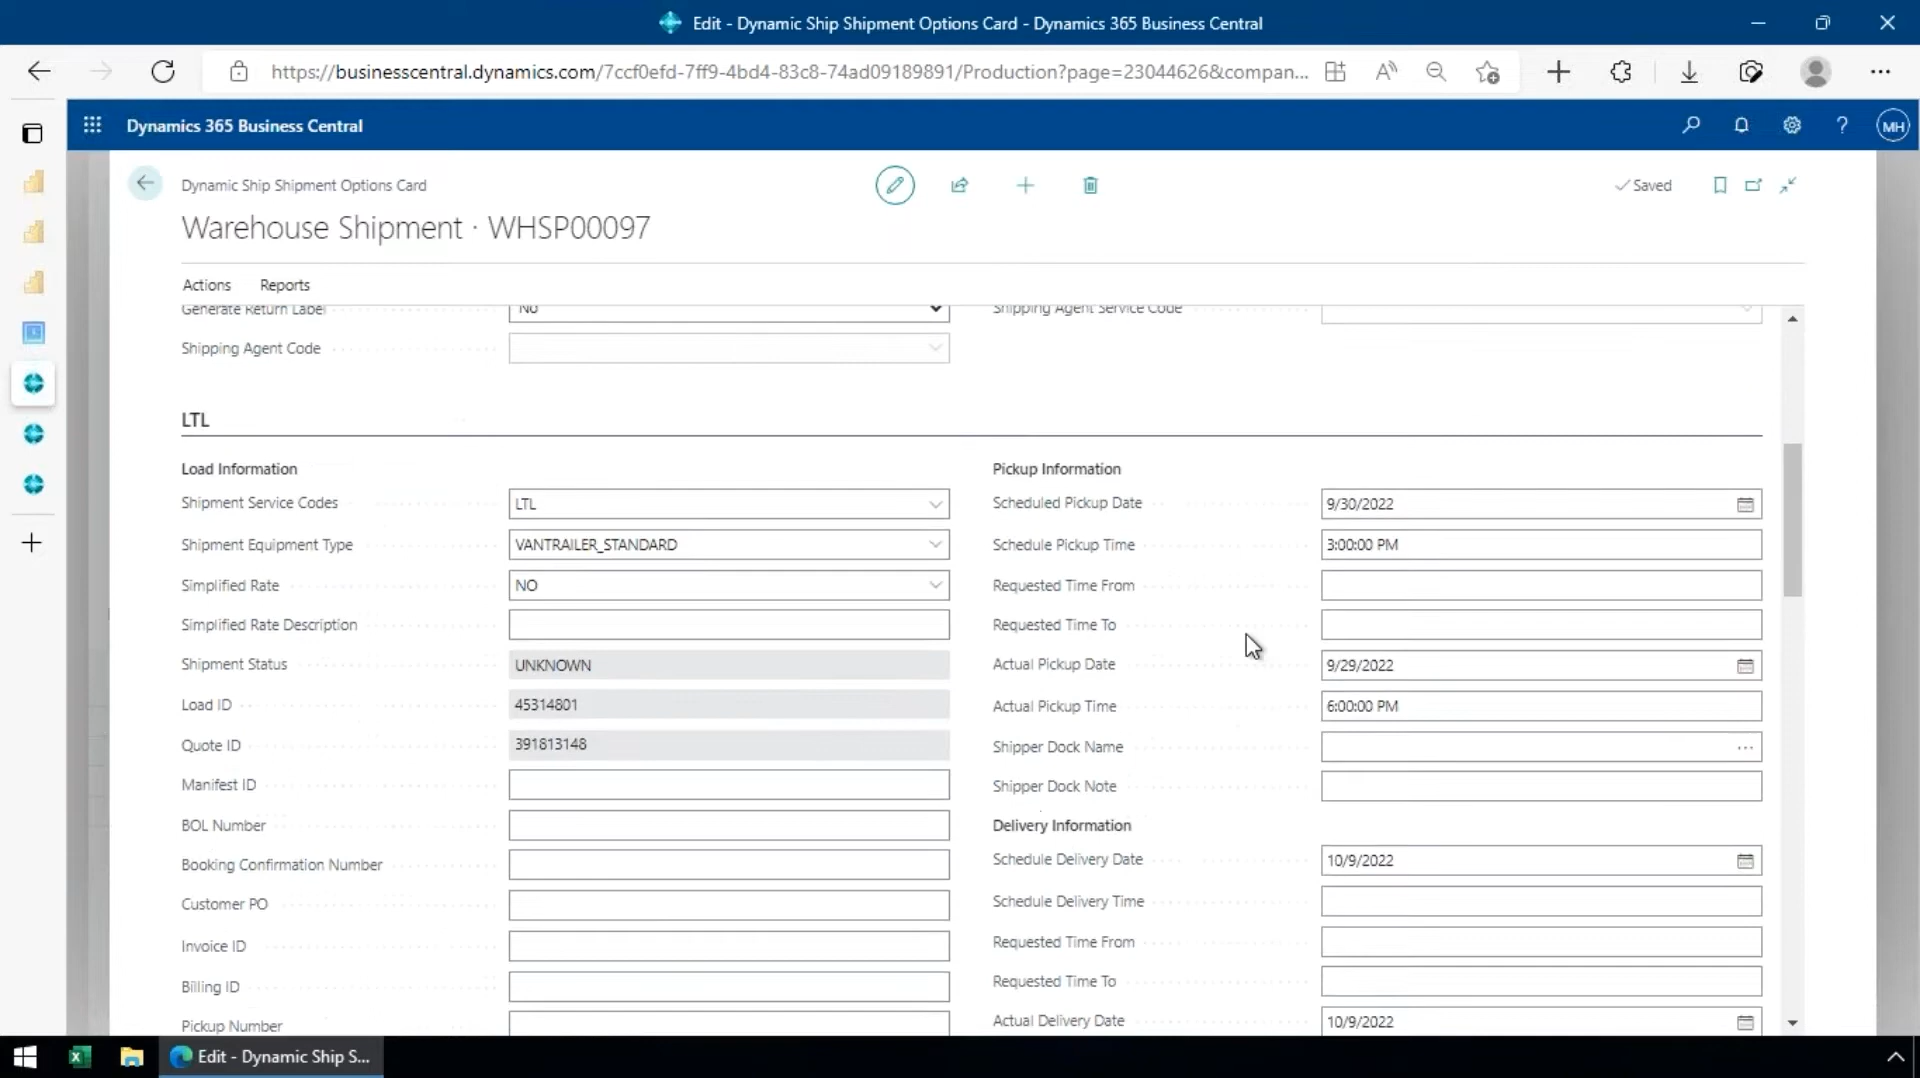 Edit - Dynamic Ship Shipment Options Card - Dynamics 365 Business Central
https://businesscentral.dynamics.com/7ccf0efd-7ff9-4bd4-83c8-74ad09189891/Production?page=23044626&compan...
Dynamics 365 Business Central
MH
Dynamic Ship Shipment Options Card
Saved
Warehouse Shipment · WHSP00097
Actions Reports
Generate Return Label No
Shipping Agent Service Code
Shipping Agent Code
LTL
Load Information
Shipment Service Codes LTL
Shipment Equipment Type VANTRAILER_STANDARD
Simplified Rate NO
Simplified Rate Description
Shipment Status UNKNOWN
Load ID 45314801
Quote ID 391813148
Manifest ID
BOL Number
Booking Confirmation Number
Customer PO
Invoice ID
Billing ID
Pickup Number
Pickup Information
Scheduled Pickup Date 9/30/2022
Schedule Pickup Time 3:00:00 PM
Requested Time From
Requested Time To
Actual Pickup Date 9/29/2022
Actual Pickup Time 6:00:00 PM
Shipper Dock Name ...
Shipper Dock Note
Delivery Information
Schedule Delivery Date 10/9/2022
Schedule Delivery Time
Requested Time From
Requested Time To
Actual Delivery Date 10/9/2022
Edit - Dynamic Ship S...